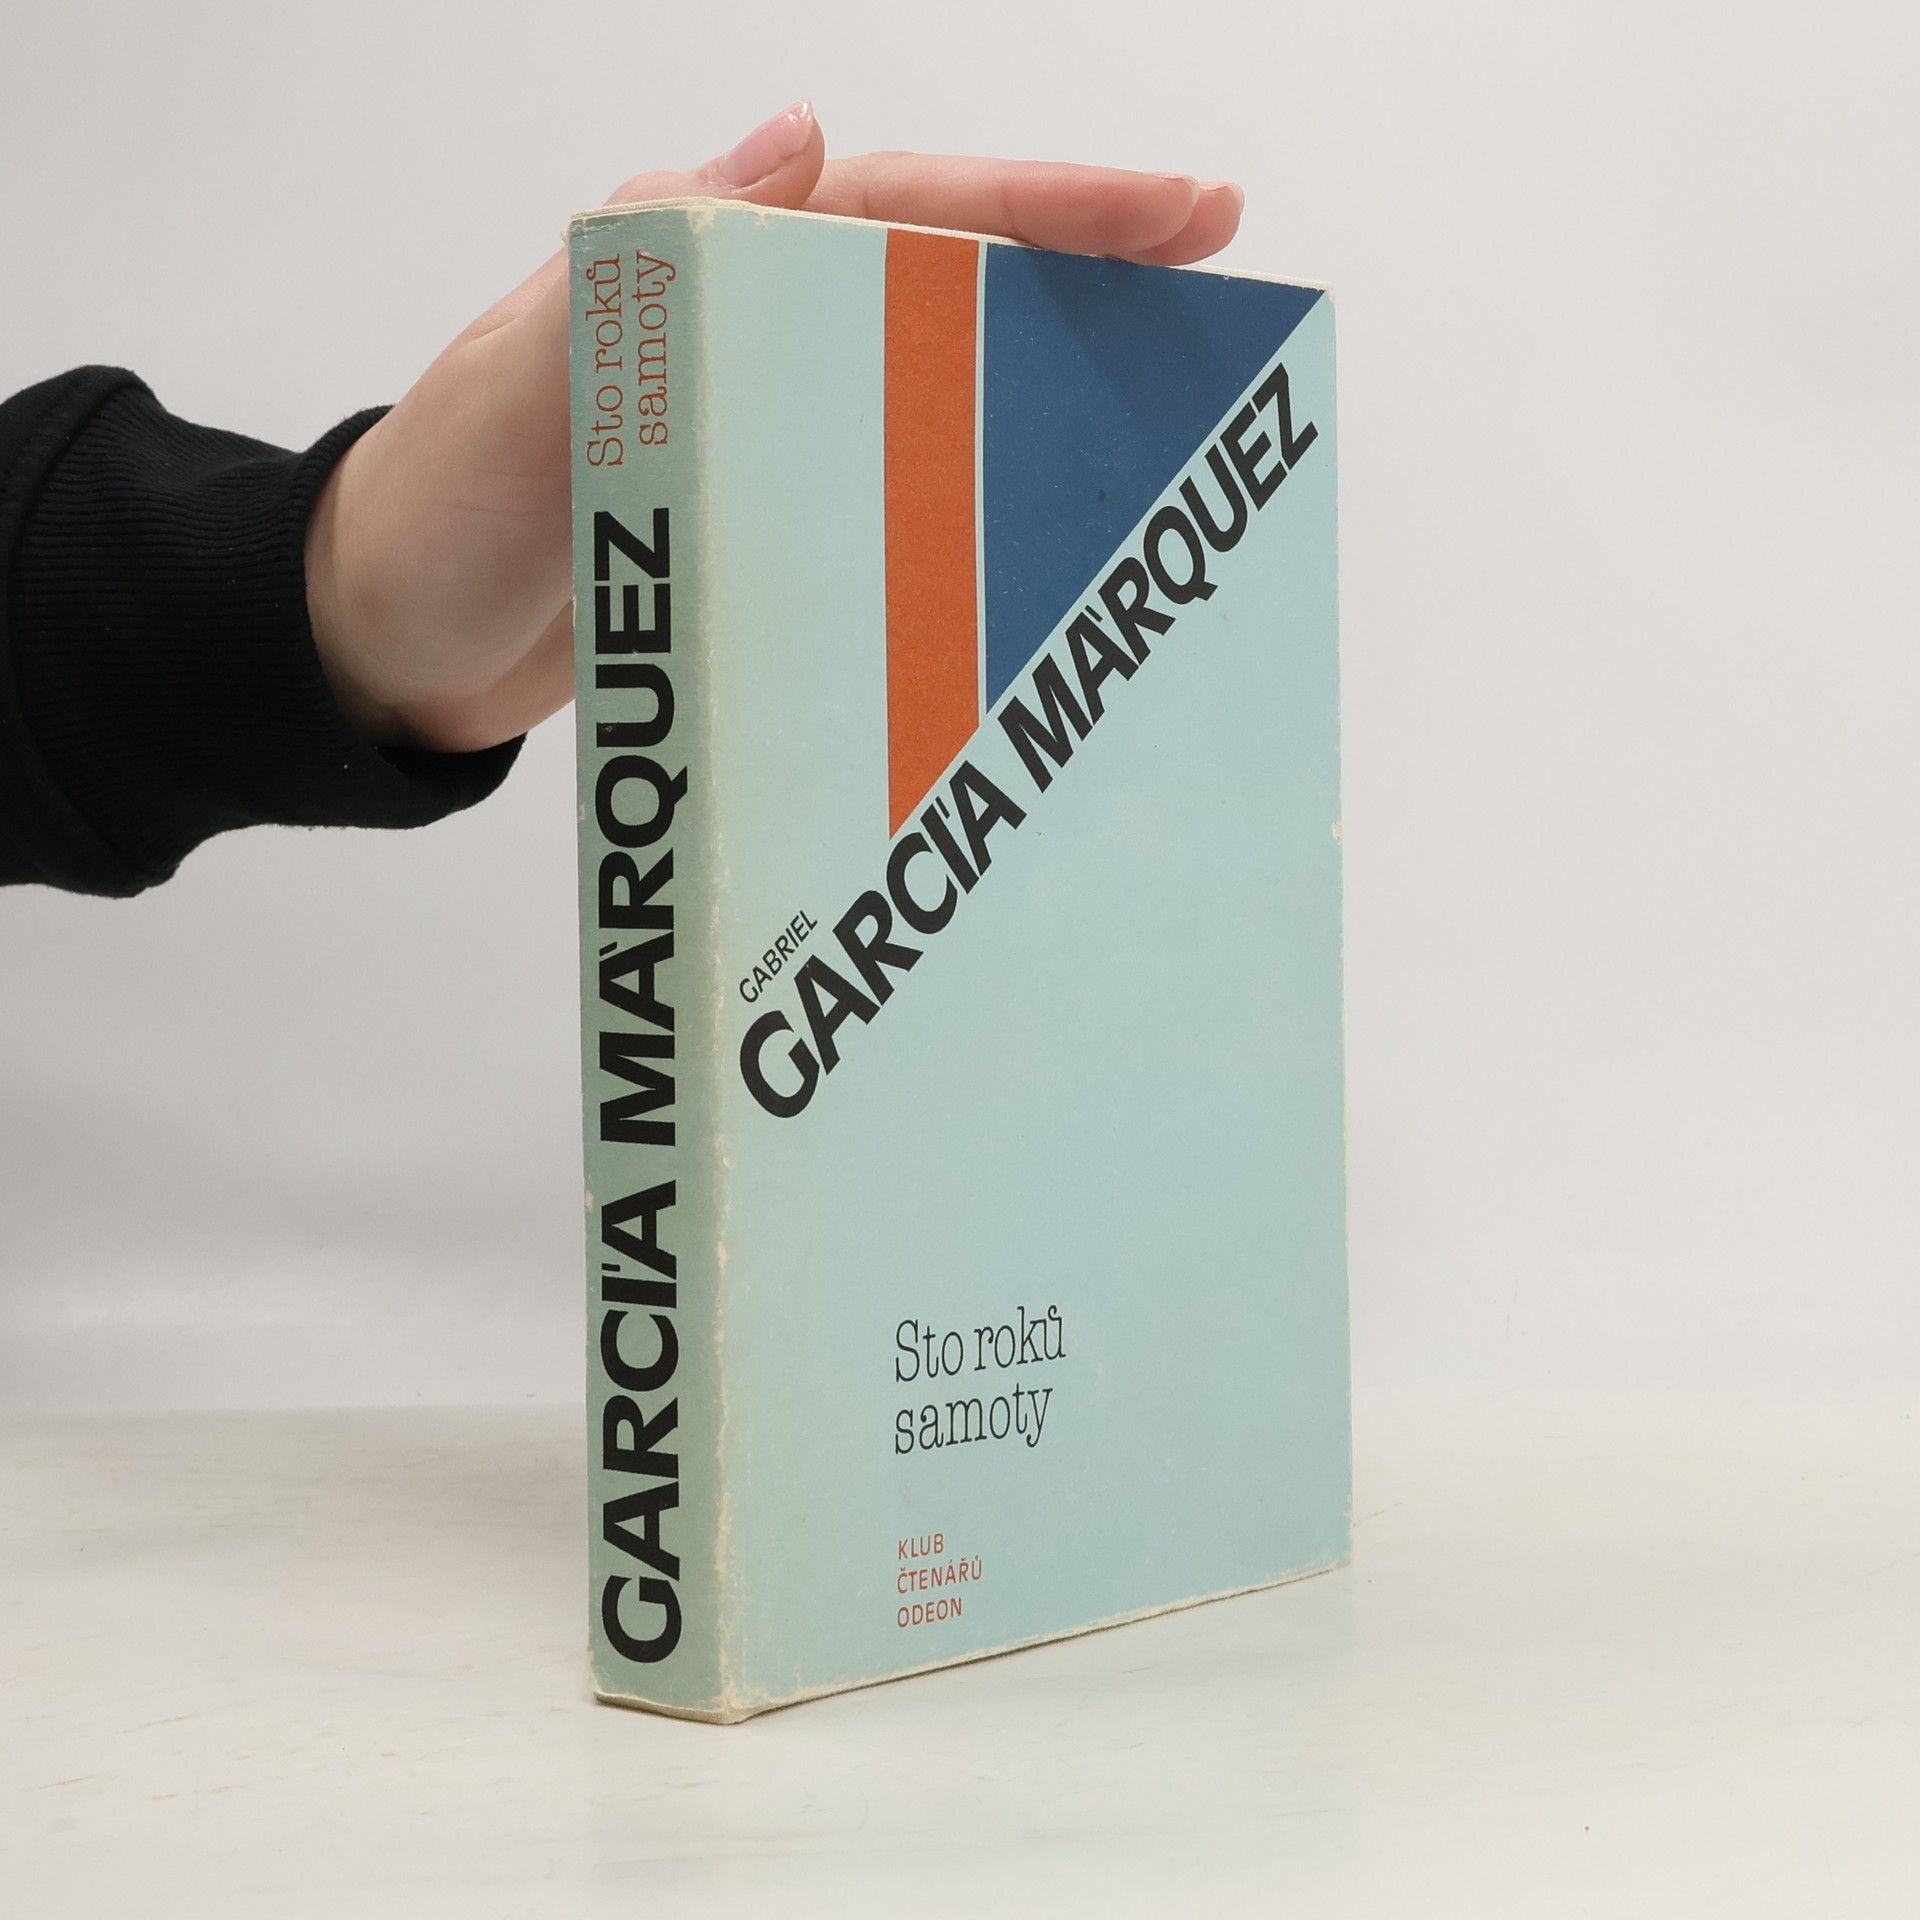 Sto roků
samoty
GARCÍA MÁRQUEZ
GABRIEL
GARCÍA MÁRQUEZ
Sto roků
samoty
KLUB
ČTENÁŘŮ
ODEON